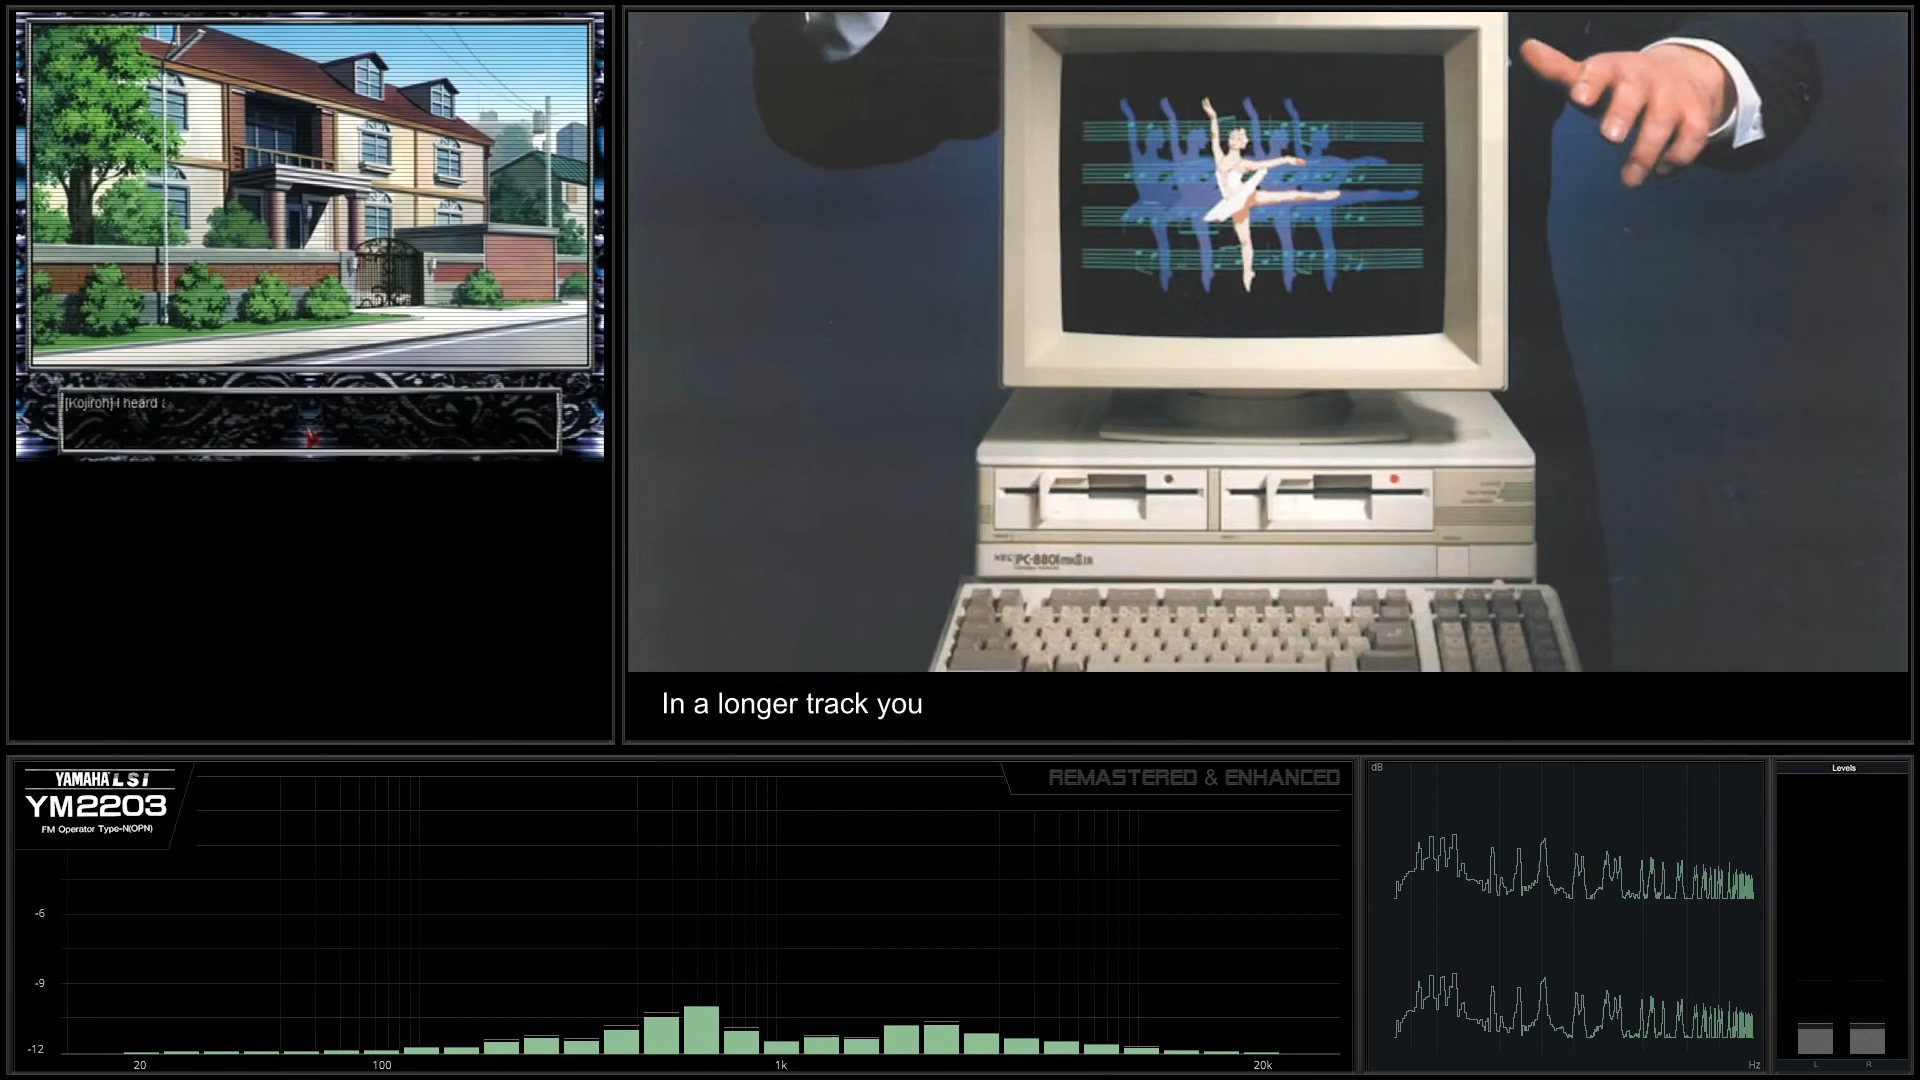 [Kojiroh] I heard
NEC PC-8801mkIISR
In a longer track you
YAMAHA LSI
YM2203
FM Operator Type-N(OPN)
REMASTERED & ENHANCED
-6
-9
-12
20
100
1k
20k
dB
Hz
Levels
L
R